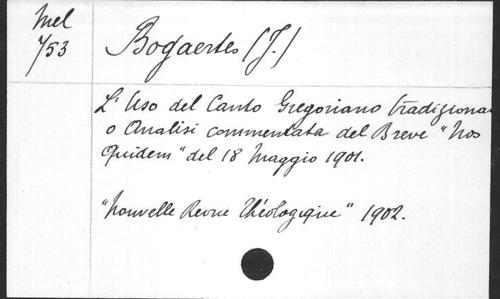 Mel
753
Bogaertes (J.)
L' Uso del Canto Gregoriano tradiziona
o Analisi commentata del Breve "Nos
Quidem" del 18 Maggio 1901.
"Nouvelle Revue Théologique" 1902.